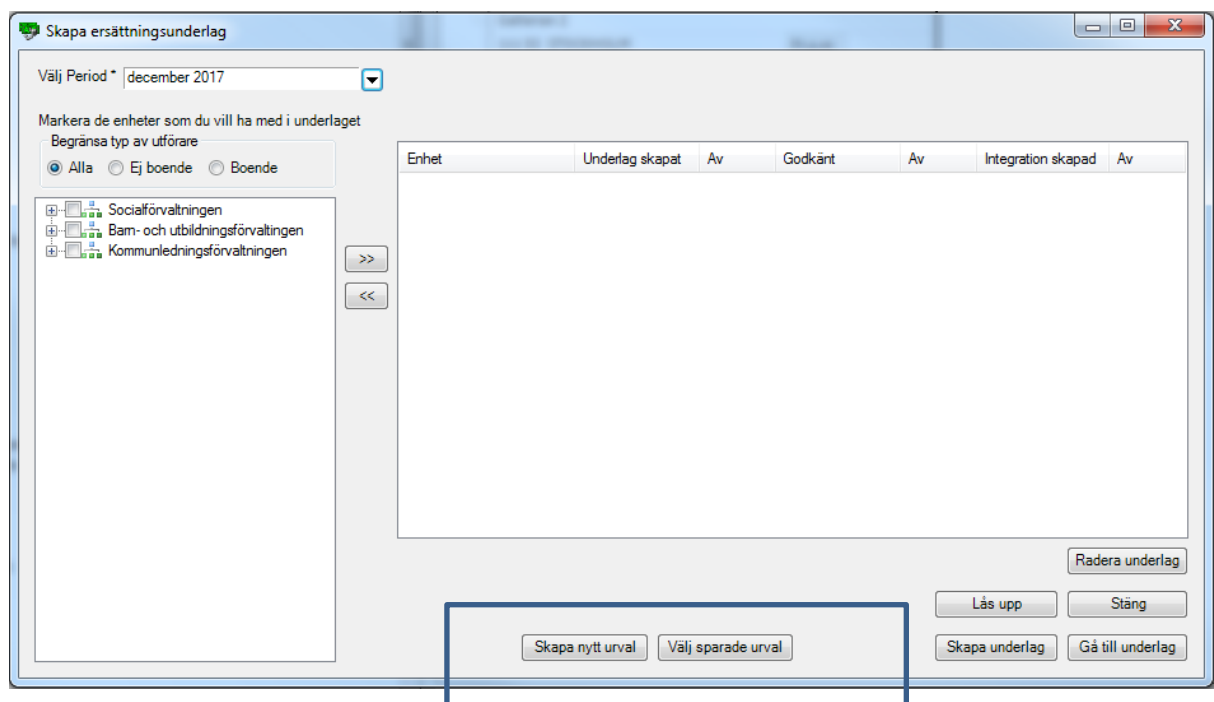 Skapa ersättningsunderlag
Välj Period * december 2017
Markera de enheter som du vill ha med i underlaget
Begränsa typ av utförare
Alla Ej boende Boende
Enhet Underlag skapat Av Godkänt Av Integration skapad Av
Socialförvaltningen
Barn- och utbildningsförvaltingen
Kommunledningsförvaltningen
>>
<<
Radera underlag
Lås upp Stäng
Skapa nytt urval Välj sparade urval Skapa underlag Gå till underlag